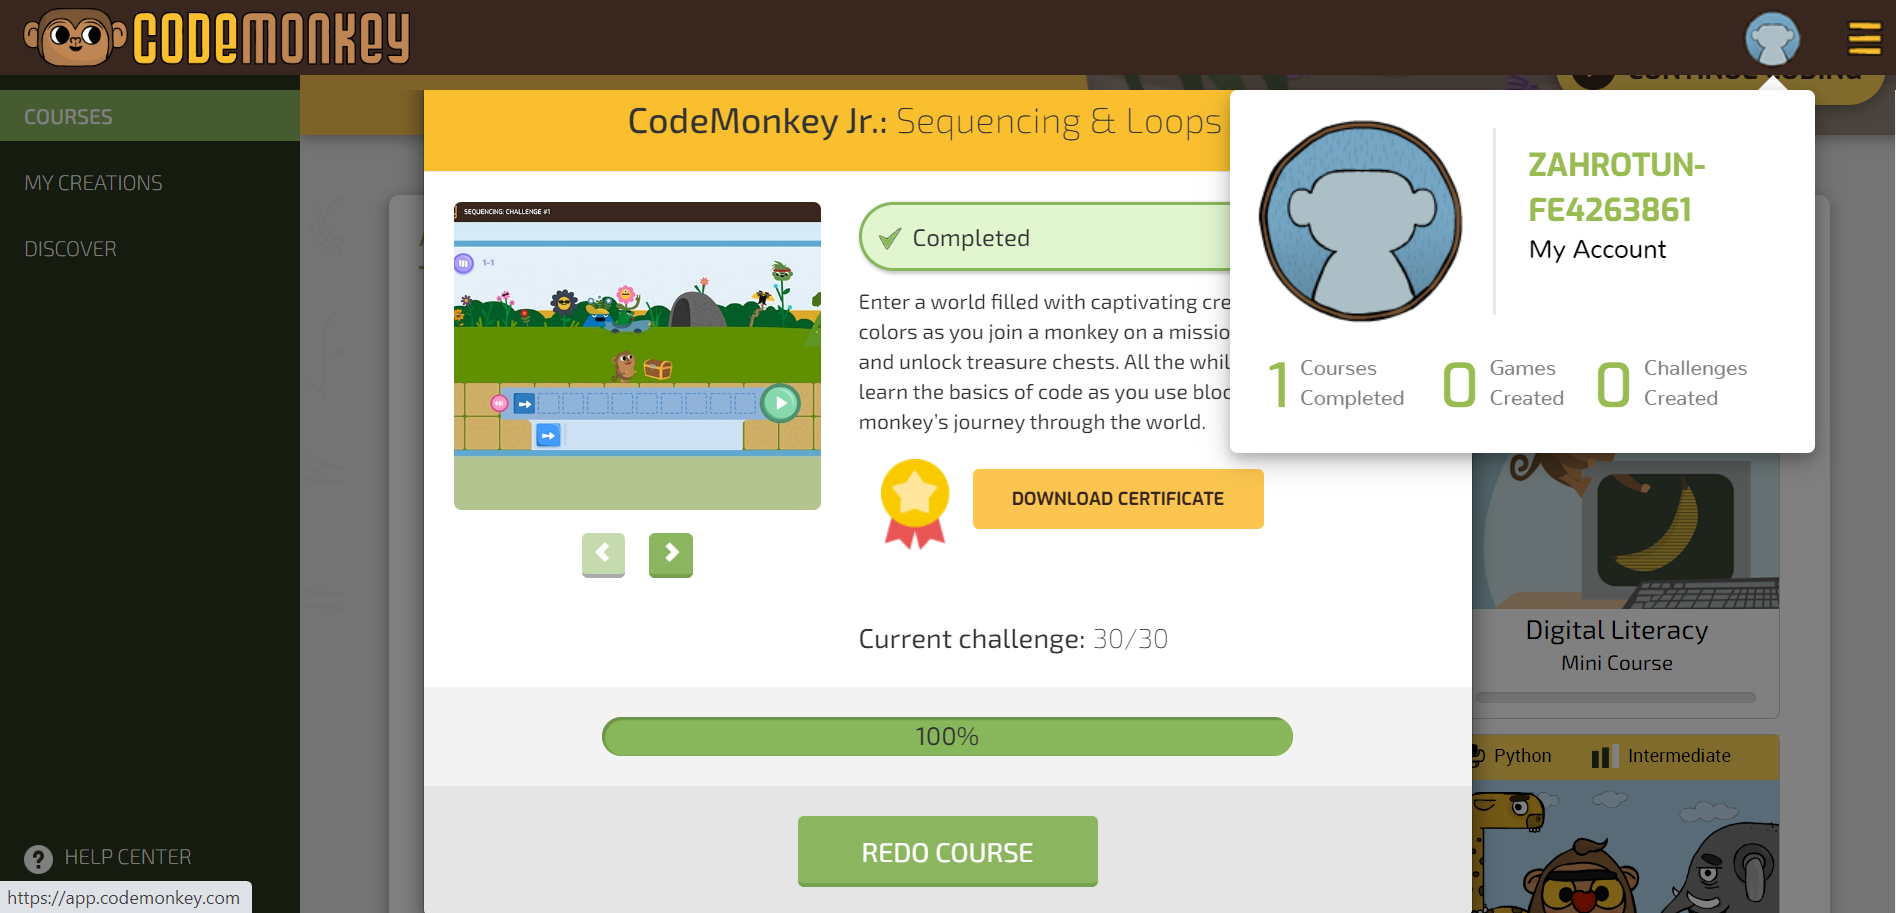 CODEMONKEY
CONTINUE CODING
COURSES
MY CREATIONS
DISCOVER
HELP CENTER
https://app.codemonkey.com
CodeMonkey Jr.: Sequencing & Loops
SEQUENCING: CHALLENGE #1
1-1
Completed
Enter a world filled with captivating cre
colors as you join a monkey on a missio
and unlock treasure chests. All the whil
learn the basics of code as you use bloc
monkey's journey through the world.
DOWNLOAD CERTIFICATE
Current challenge: 30/30
100%
REDO COURSE
ZAHROTUN-
FE4263861
My Account
1 Courses Completed
0 Games Created
0 Challenges Created
Digital Literacy
Mini Course
Python
Intermediate